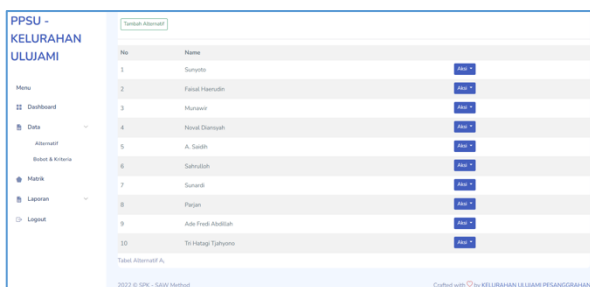 PPSU -
KELURAHAN
ULUJAMI
Menu
Dashboard
Data
Alternatif
Bobot & Kriteria
Matrik
Laporan
Logout
Tambah Alternatif
No Name
1 Sunyoto Aksi
2 Faisal Haerudin Aksi
3 Munawir Aksi
4 Noval Diansyah Aksi
5 A. Saidih Aksi
6 Sahrulloh Aksi
7 Sunardi Aksi
8 Parjan Aksi
9 Ade Fredi Abdillah Aksi
10 Tri Hatagi Tjahyono Aksi
Tabel Alternatif A,
2022 © SPK - SAW Method Crafted with by KELURAHAN ULUJAMI PESANGGRAHAN